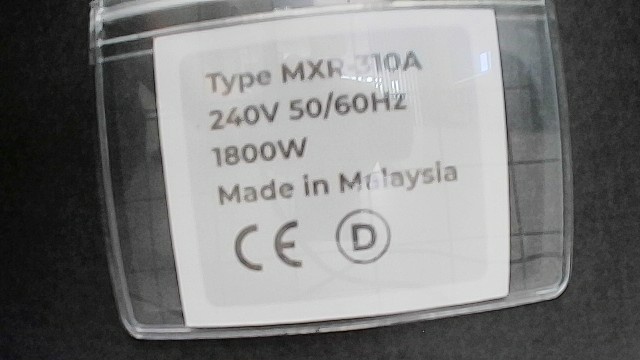 Type MXR-310A
240V 50/60Hz
1800W
Made in Malaysia
CE D